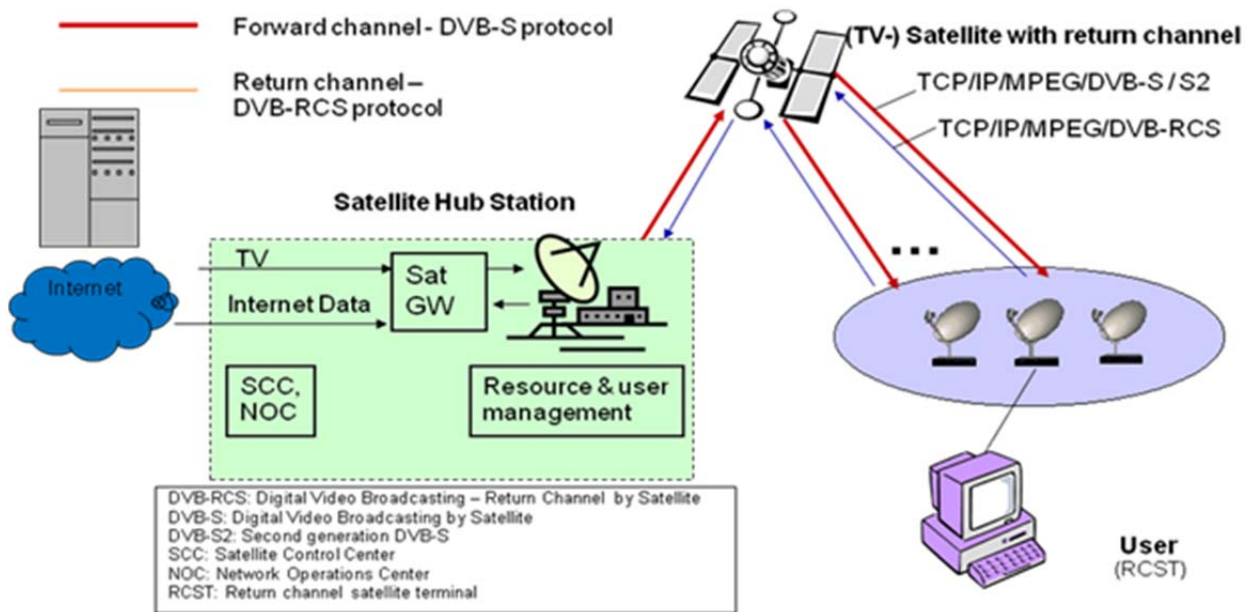 Forward channel - DVB-S protocol
Return channel –
DVB-RCS protocol
(TV-) Satellite with return channel
TCP/IP/MPEG/DVB-S / S2
TCP/IP/MPEG/DVB-RCS
Satellite Hub Station
TV
Internet
Internet Data
Sat
GW
...
SCC,
NOC
Resource & user
management
DVB-RCS: Digital Video Broadcasting – Return Channel by Satellite
DVB-S: Digital Video Broadcasting by Satellite
DVB-S2: Second generation DVB-S
SCC: Satellite Control Center
NOC: Network Operations Center
RCST: Return channel satellite terminal
User
(RCST)